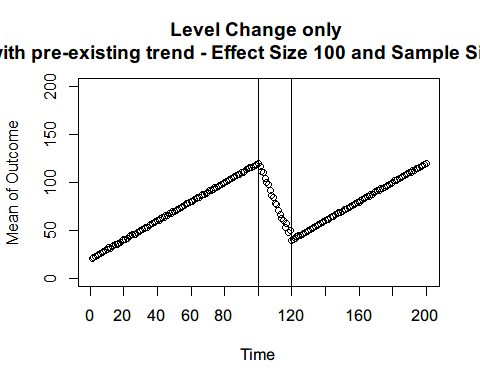 Level Change only
with pre-existing trend - Effect Size 100 and Sample Si
Mean of Outcome
200
150
100
50
0
0 20 40 60 80 120 160 200
Time